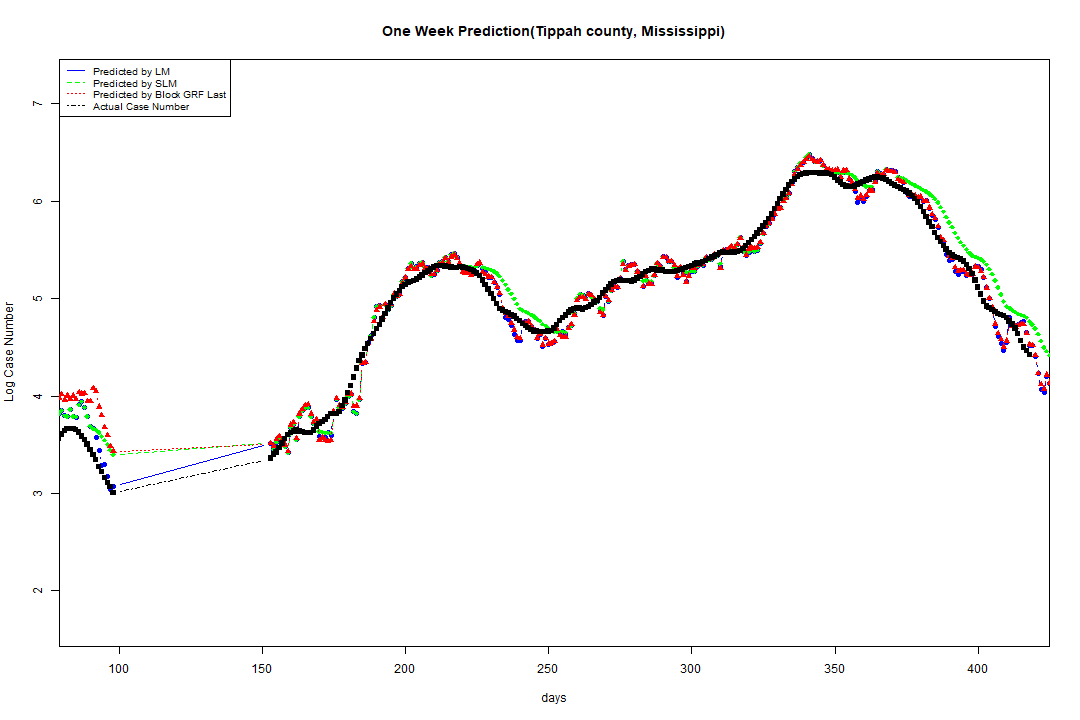 One Week Prediction(Tippah county, Mississippi)
Predicted by LM
Predicted by SLM
Predicted by Block GRF Last
Actual Case Number
7
6
5
4
3
2
Log Case Number
100 150 200 250 300 350 400
days